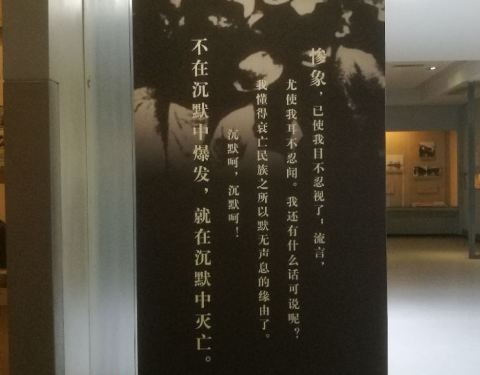 惨象，已使我目不忍视了；流言，
尤使我耳不忍闻。我还有什么话可说呢？
我懂得衰亡民族之所以默无声息的缘由了。
沉默呵，沉默呵！
不在沉默中爆发，就在沉默中灭亡。